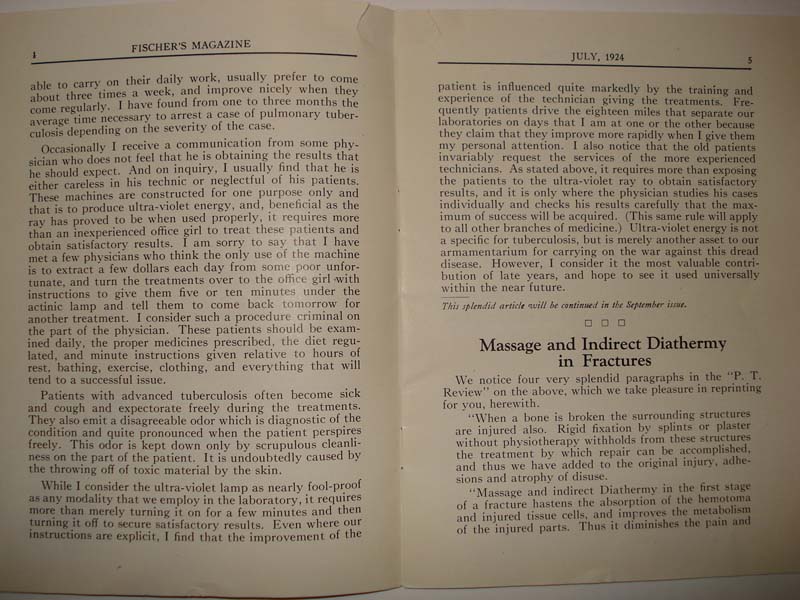 4
FISCHER'S MAGAZINE
able to carry on their daily work, usually prefer to come
about three times a week, and improve nicely when they
come regularly. I have found from one to three months the
average time necessary to arrest a case of pulmonary tuber-
culosis depending on the severity of the case.
Occasionally I receive a communication from some phy-
sician who does not feel that he is obtaining the results that
he should expect. And on inquiry, I usually find that he is
either careless in his technic or neglectful of his patients.
These machines are constructed for one purpose only and
that is to produce ultra-violet energy, and, beneficial as the
ray has proved to be when used properly, it requires more
than an inexperienced office girl to treat these patients and
obtain satisfactory results. I am sorry to say that I have
met a few physicians who think the only use of the machine
is to extract a few dollars each day from some poor unfor-
tunate, and turn the treatments over to the office girl with
instructions to give them five or ten minutes under the
actinic lamp and tell them to come back tomorrow for
another treatment. I consider such a procedure criminal on
the part of the physician. These patients should be exam-
ined daily, the proper medicines prescribed, the diet regu-
lated, and minute instructions given relative to hours of
rest, bathing, exercise, clothing, and everything that will
tend to a successful issue.
Patients with advanced tuberculosis often become sick
and cough and expectorate freely during the treatments.
They also emit a disagreeable odor which is diagnostic of the
condition and quite pronounced when the patient perspires
freely. This odor is kept down only by scrupulous cleanli-
ness on the part of the patient. It is undoubtedly caused by
the throwing off of toxic material by the skin.
While I consider the ultra-violet lamp as nearly fool-proof
as any modality that we employ in the laboratory, it requires
more than merely turning it on for a few minutes and then
turning it off to secure satisfactory results. Even where our
instructions are explicit, I find that the improvement of the
JULY, 1924
5
patient is influenced quite markedly by the training and
experience of the technician giving the treatments. Fre-
quently patients drive the eighteen miles that separate our
laboratories on days that I am at one or the other because
they claim that they improve more rapidly when I give them
my personal attention. I also notice that the old patients
invariably request the services of the more experienced
technicians. As stated above, it requires more than exposing
the patients to the ultra-violet ray to obtain satisfactory
results, and it is only where the physician studies his cases
individually and checks his results carefully that the max-
imum of success will be acquired. (This same rule will apply
to all other branches of medicine.) Ultra-violet energy is not
a specific for tuberculosis, but is merely another asset to our
armamentarium for carrying on the war against this dread
disease. However, I consider it the most valuable contri-
bution of late years, and hope to see it used universally
within the near future.
This splendid article will be continued in the September issue.
Massage and Indirect Diathermy
in Fractures
We notice four very splendid paragraphs in the "P. T.
Review" on the above, which we take pleasure in reprinting
for you, herewith.
"When a bone is broken the surrounding structures
are injured also. Rigid fixation by splints or plaster
without physiotherapy withholds from these structures
the treatment by which repair can be accomplished,
and thus we have added to the original injury, adhe-
sions and atrophy of disuse.
"Massage and indirect Diathermy in the first stage
of a fracture hastens the absorption of the hemotoma
and injured tissue cells, and improves the metabolism
of the injured parts. Thus it diminishes the pain and